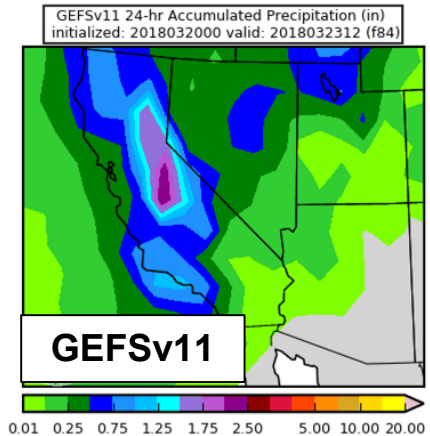 GEFSv11 24-hr Accumulated Precipitation (in)
initialized: 2018032000 valid: 2018032312 (f84)
GEFSv11
0.01 0.25 0.75 1.25 1.75 2.50 5.00 10.00 20.00